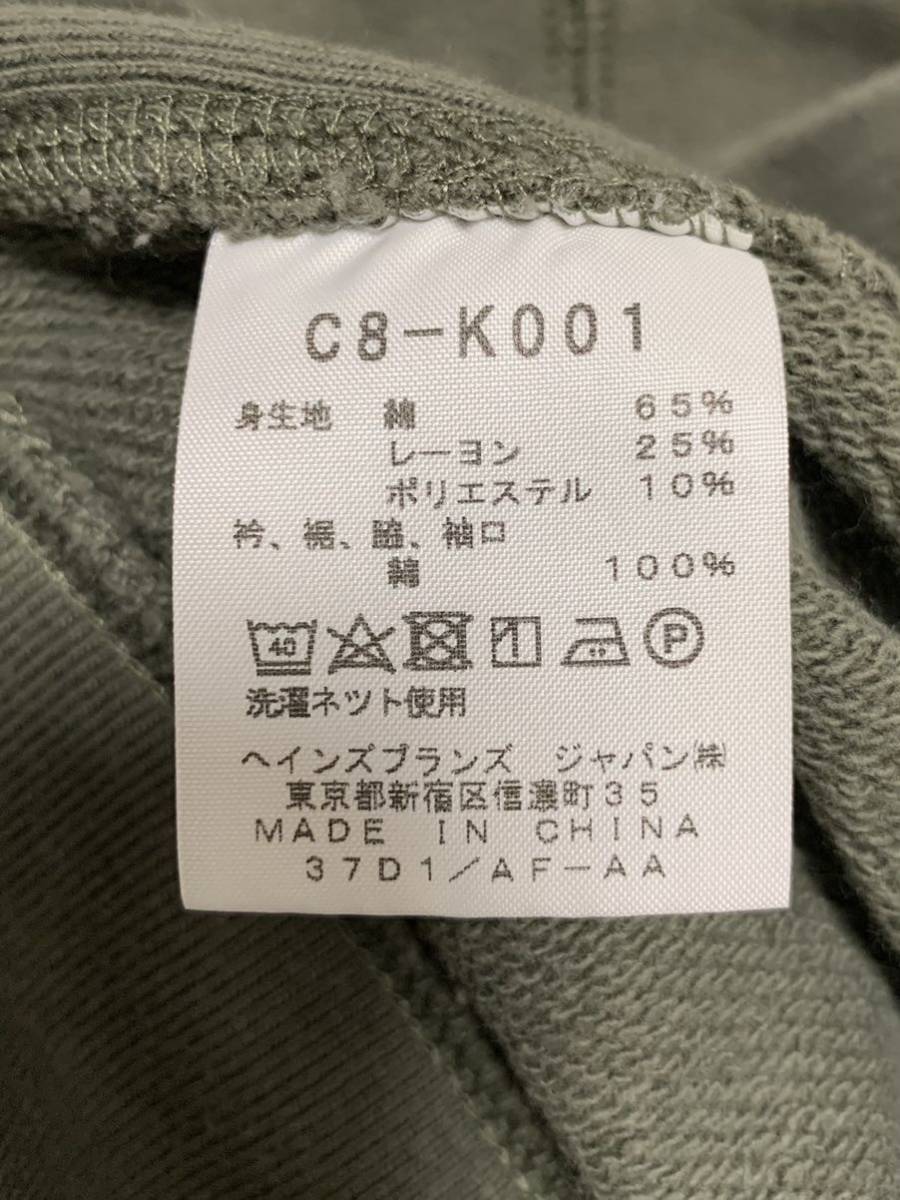 C8-K001
身生地 綿 65%
レーヨン 25%
ポリエステル 10%
衿、裾、脇、袖口
綿 100%
40 P
洗濯ネット使用
ヘインズブランズ ジャパン㈱
東京都新宿区信濃町35
MADE IN CHINA
37D1/AF-AA